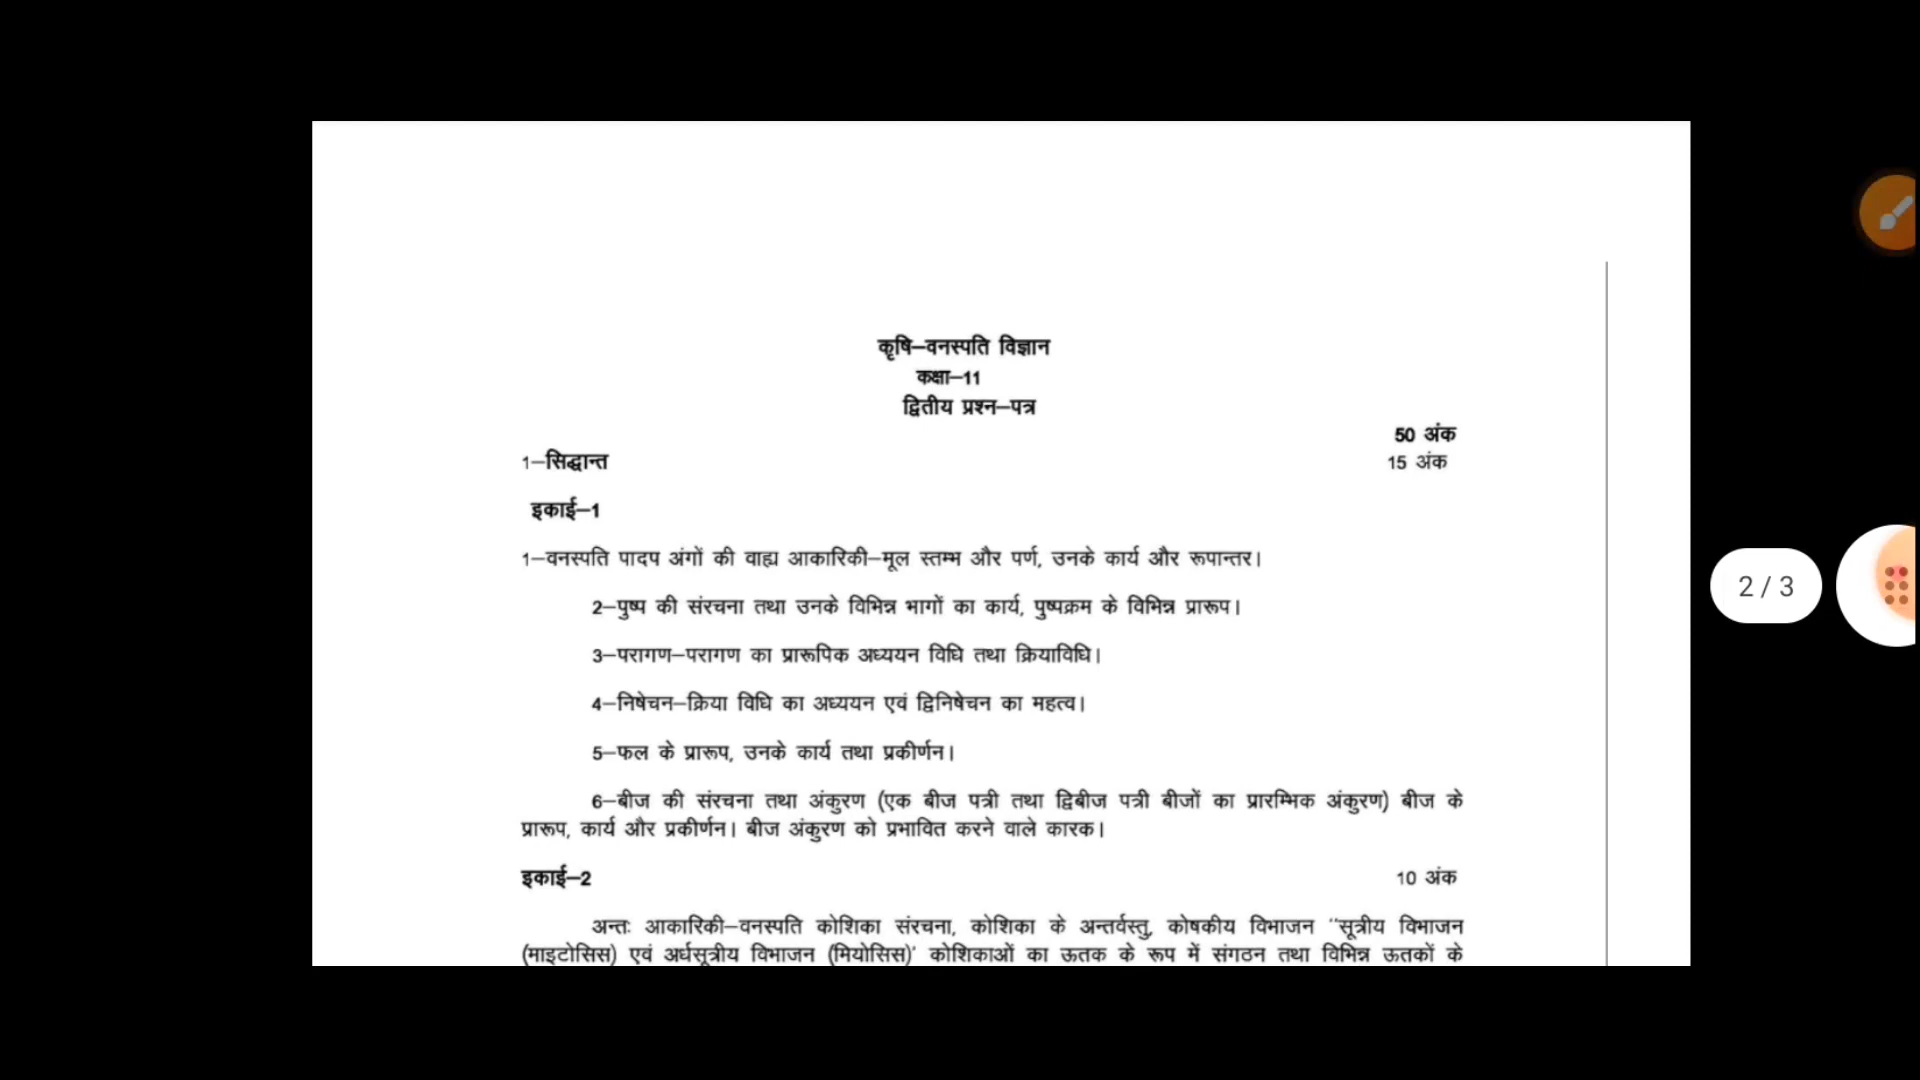 कृषि–वनस्पति विज्ञान
कक्षा–11
द्वितीय प्रश्न–पत्र
50 अंक
1–सिद्धान्त 15 अंक
इकाई–1
1–वनस्पति पादप अंगों की वाह्य आकारिकी–मूल स्तम्भ और पर्ण, उनके कार्य और रूपान्तर।
2–पुष्प की संरचना तथा उनके विभिन्न भागों का कार्य, पुष्पक्रम के विभिन्न प्रारूप।
3–परागण–परागण का प्रारूपिक अध्ययन विधि तथा क्रियाविधि।
4–निषेचन–क्रिया विधि का अध्ययन एवं द्विनिषेचन का महत्व।
5–फल के प्रारूप, उनके कार्य तथा प्रकीर्णन।
6–बीज की संरचना तथा अंकुरण (एक बीज पत्री तथा द्विबीज पत्री बीजों का प्रारम्भिक अंकुरण) बीज के
प्रारूप, कार्य और प्रकीर्णन। बीज अंकुरण को प्रभावित करने वाले कारक।
इकाई–2 10 अंक
अन्तः आकारिकी–वनस्पति कोशिका संरचना, कोशिका के अन्तर्वस्तु, कोषकीय विभाजन "सूत्रीय विभाजन
(माइटोसिस) एवं अर्धसूत्रीय विभाजन (मियोसिस)' कोशिकाओं का ऊतक के रूप में संगठन तथा विभिन्न ऊतकों के
2 / 3